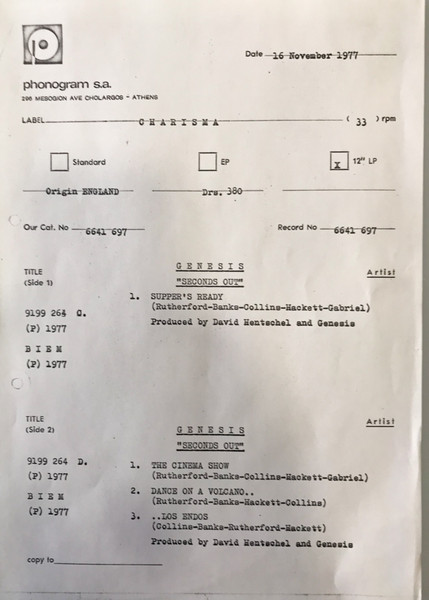 p
Date 16 November 1977
phonogram s.a.
296 MESOGION AVE CHOLARGOS - ATHENS
LABEL C H A R I S M A ( 33 ) rpm
Standard EP x 12" LP
Origin ENGLAND Drs. 380
Our Cat. No 6641 697 Record No 6641 697
TITLE G E N E S I S Artist
(Side 1) "SECONDS OUT"
1. SUPPER'S READY
(Rutherford-Banks-Collins-Hackett-Gabriel)
9199 264 C.
Produced by David Hentschel and Genesis
(P) 1977
B I E M
(P) 1977
TITLE Artist
(Side 2) G E N E S I S
"SECONDS OUT"
9199 264 D. 1. THE CINEMA SHOW
(P) 1977 (Rutherford-Banks-Collins-Hackett-Gabriel)
B I E M 2. DANCE ON A VOLCANO..
(Rutherford-Banks-Hackett-Collins)
(P) 1977
3. ..LOS ENDOS
(Collins-Banks-Rutherford-Hackett)
Produced by David Hentschel and Genesis
copy to